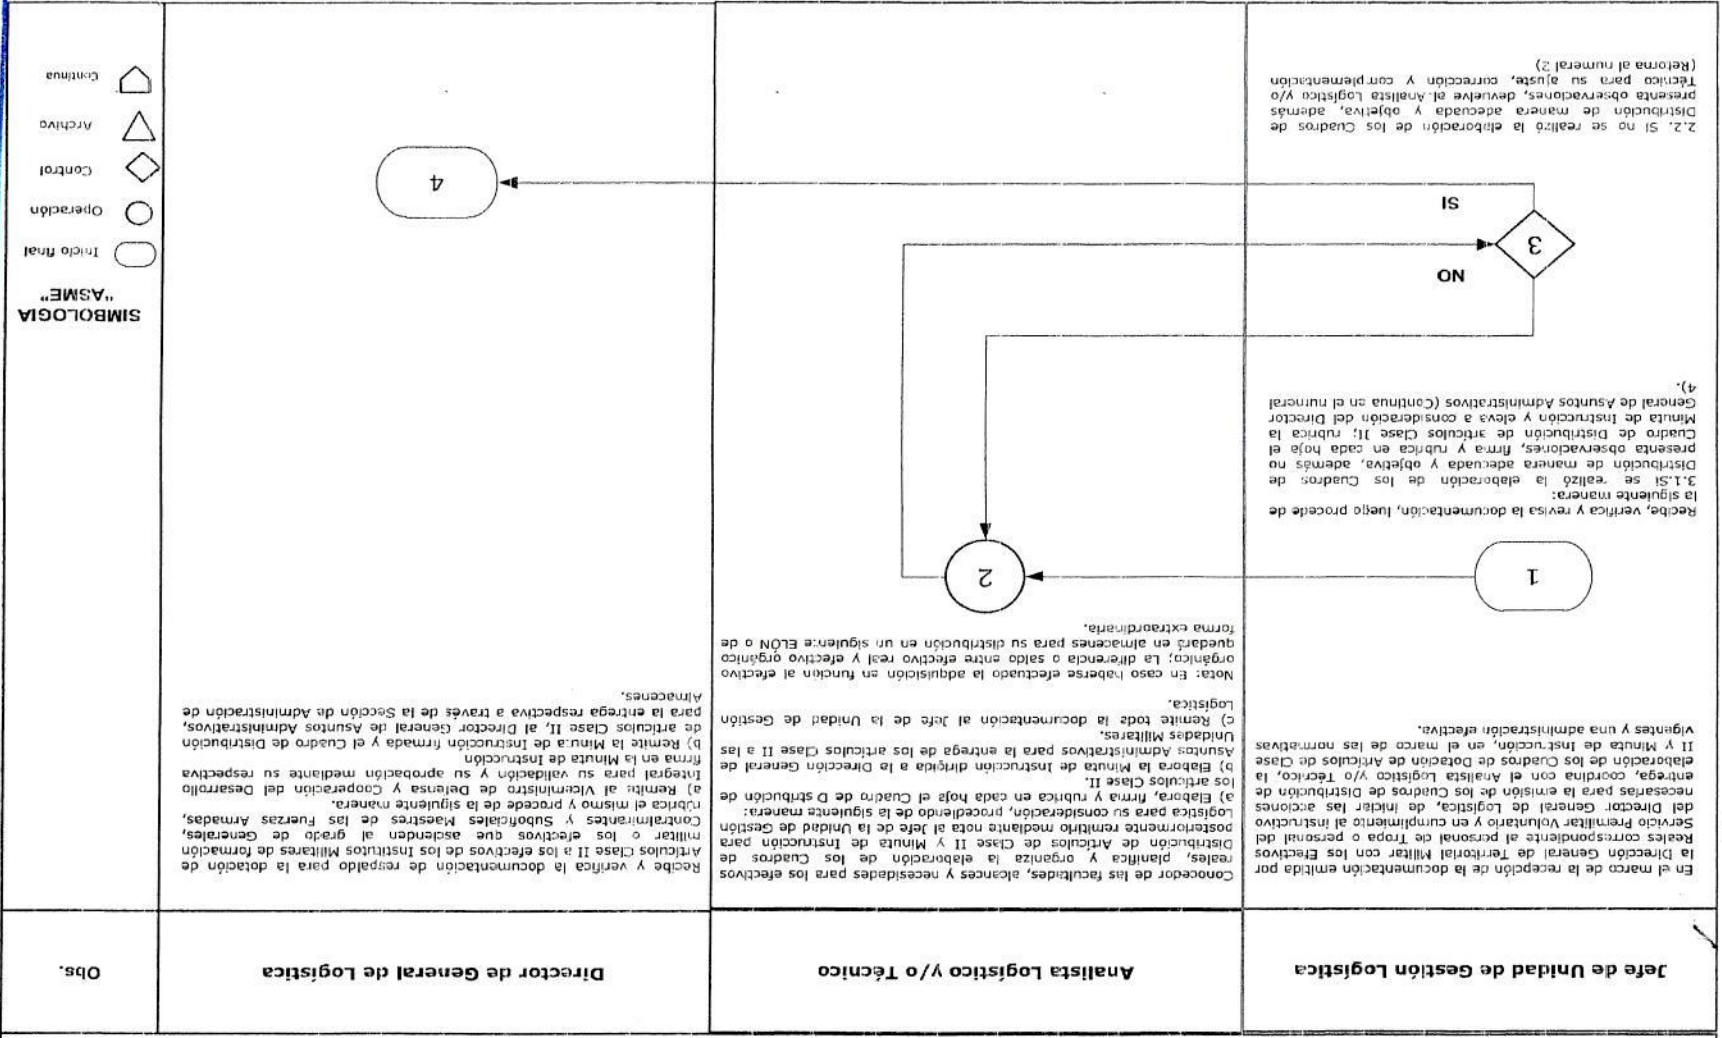 Jefe de Unidad de Gestión Logística
Analista Logístico y/o Técnico
Director de General de Logística
Obs.
En el marco de la recepción de la documentación emitida por
la Dirección General de Territorial Militar con los Efectivos
Reales correspondiente al personal de Tropa o personal del
Servicio Premilitar Voluntario y en cumplimiento al instructivo
del Director General de Logística, de iniciar las acciones
necesarias para la emisión de los Cuadros de Distribución de
entrega, coordina con el Analista Logístico y/o Técnico, la
elaboración de los Cuadros de Dotación de Artículos de Clase
II y Minuta de Instrucción, en el marco de las normativas
vigentes y una administración efectiva.
1
Recibe, verifica y revisa la documentación, luego procede de
la siguiente manera:
3.1.Si se realizó la elaboración de los Cuadros de
Distribución de manera adecuada y objetiva, además no
presenta observaciones, firma y rubrica en cada hoja el
Cuadro de Distribución de artículos Clase II; rubrica la
Minuta de Instrucción y eleva a consideración del Director
General de Asuntos Administrativos (Continua en el numeral
4).
NO
3
SI
2.2. SI no se realizó la elaboración de los Cuadros de
Distribución de manera adecuada y objetiva, además
presenta observaciones, devuelve al Analista Logístico y/o
Técnico para su ajuste, corrección y complementación
(Retorna al numeral 2)
Conocedor de las facultades, alcances y necesidades para los efectivos
reales, planifica y organiza la elaboración de los Cuadros de
Distribución de Artículos de Clase II y Minuta de Instrucción para
posteriormente remitirlo mediante nota al Jefe de la Unidad de Gestión
Logística para su consideración, procediendo de la siguiente manera:
a) Elabora, firma y rubrica en cada hoja el Cuadro de Distribución de
los artículos Clase II.
b) Elabora la Minuta de Instrucción dirigida a la Dirección General de
Asuntos Administrativos para la entrega de los artículos Clase II a las
Unidades Militares.
c) Remite toda la documentación al Jefe de la Unidad de Gestión
Logística.
Nota: En caso haberse efectuado la adquisición en función al efectivo
orgánico; La diferencia o saldo entre efectivo real y efectivo orgánico
quedará en almacenes para su distribución en un siguiente ELON o de
forma extraordinaria.
2
Recibe y verifica la documentación de respaldo para la dotación de
Artículos Clase II a los efectivos de los Institutos Militares de formación
militar o los efectivos que ascienden al grado de Generales,
Contralmirantes y Suboficiales Maestres de las Fuerzas Armadas,
rubrica el mismo y procede de la siguiente manera.
a) Remite al Viceministro de Defensa y Cooperación del Desarrollo
Integral para su validación y su aprobación mediante su respectiva
firma en la Minuta de Instrucción
b) Remite la Minuta de Instrucción firmada y el Cuadro de Distribución
de artículos Clase II, al Director General de Asuntos Administrativos,
para la entrega respectiva a través de la Sección de Administración de
Almacenes.
4
SIMBOLOGIA
"ASME"
Inicio final
Operación
Control
Archivo
Continua